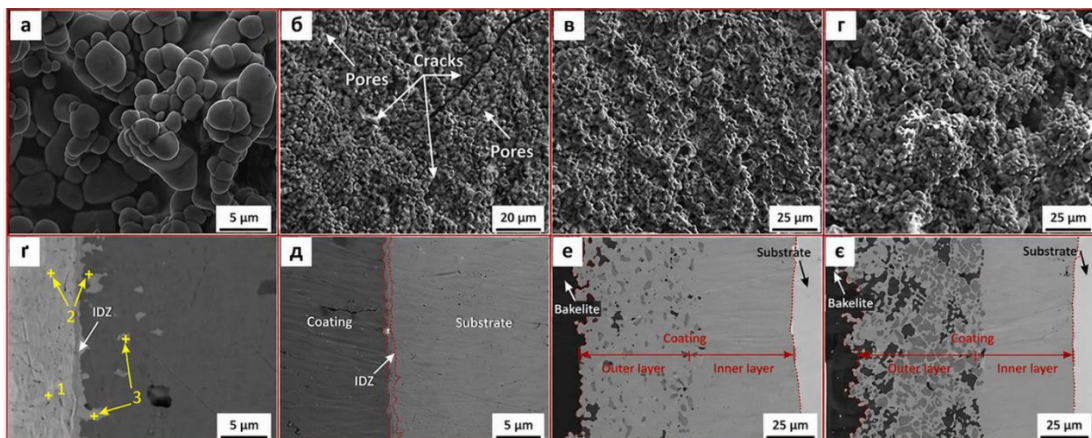 а
5 µm
б
Pores
Cracks
Pores
20 µm
в
25 µm
г
25 µm
ґ
2
IDZ
1
3
5 µm
д
Coating
Substrate
IDZ
5 µm
е
Substrate
Bakelite
Coating
Outer layer
Inner layer
25 µm
є
Substrate
Bakelite
Coating
Outer layer
Inner layer
25 µm